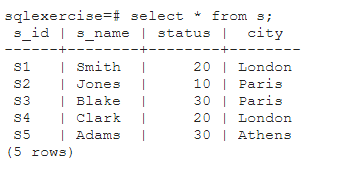 sqlexercise=# select * from s;
 s_id | s_name | status |  city
------+--------+--------+--------
 S1   | Smith  |     20 | London
 S2   | Jones  |     10 | Paris
 S3   | Blake  |     30 | Paris
 S4   | Clark  |     20 | London
 S5   | Adams  |     30 | Athens
(5 rows)